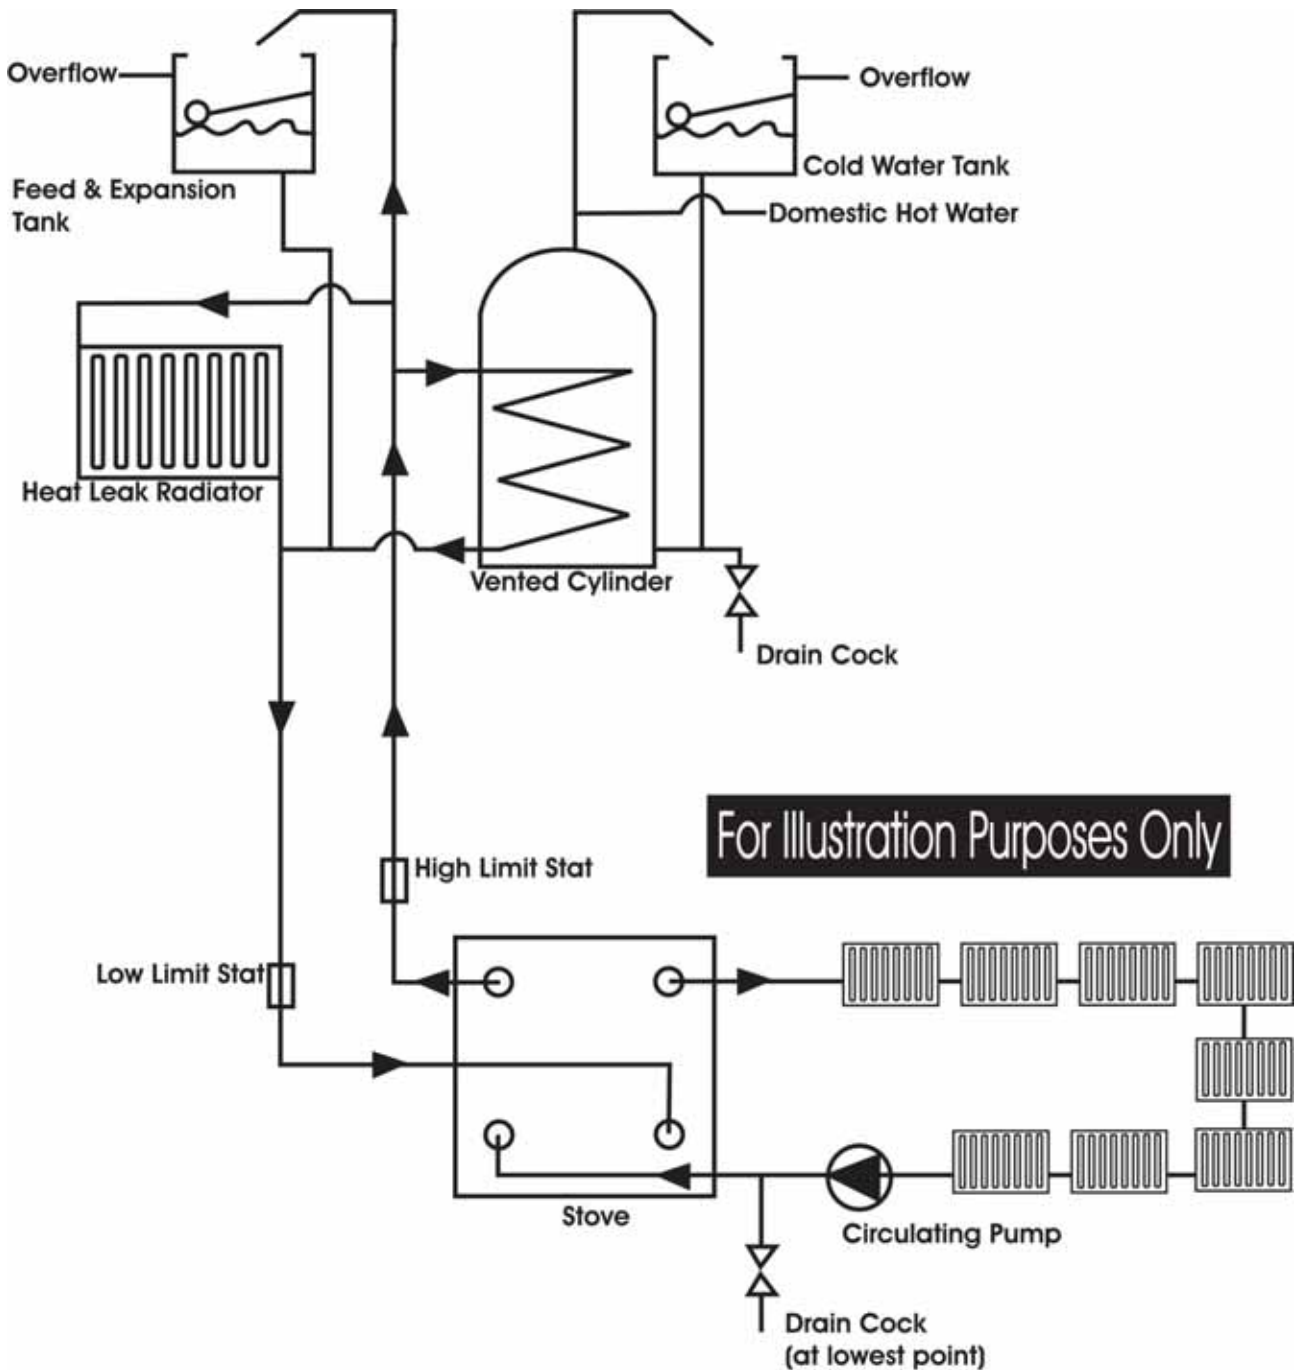 Overflow
Overflow
Cold Water Tank
Feed & Expansion
Tank
Domestic Hot Water
Heat Leak Radiator
Vented Cylinder
Drain Cock
For Illustration Purposes Only
High Limit Stat
Low Limit Stat
Stove
Circulating Pump
Drain Cock
(at lowest point)